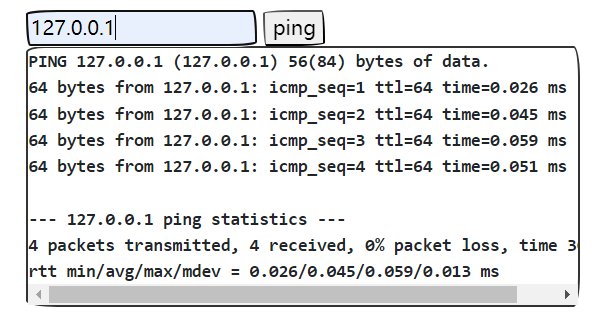 127.0.0.1 ping
PING 127.0.0.1 (127.0.0.1) 56(84) bytes of data.
64 bytes from 127.0.0.1: icmp_seq=1 ttl=64 time=0.026 ms
64 bytes from 127.0.0.1: icmp_seq=2 ttl=64 time=0.045 ms
64 bytes from 127.0.0.1: icmp_seq=3 ttl=64 time=0.059 ms
64 bytes from 127.0.0.1: icmp_seq=4 ttl=64 time=0.051 ms
--- 127.0.0.1 ping statistics ---
4 packets transmitted, 4 received, 0% packet loss, time
rtt min/avg/max/mdev = 0.026/0.045/0.059/0.013 ms